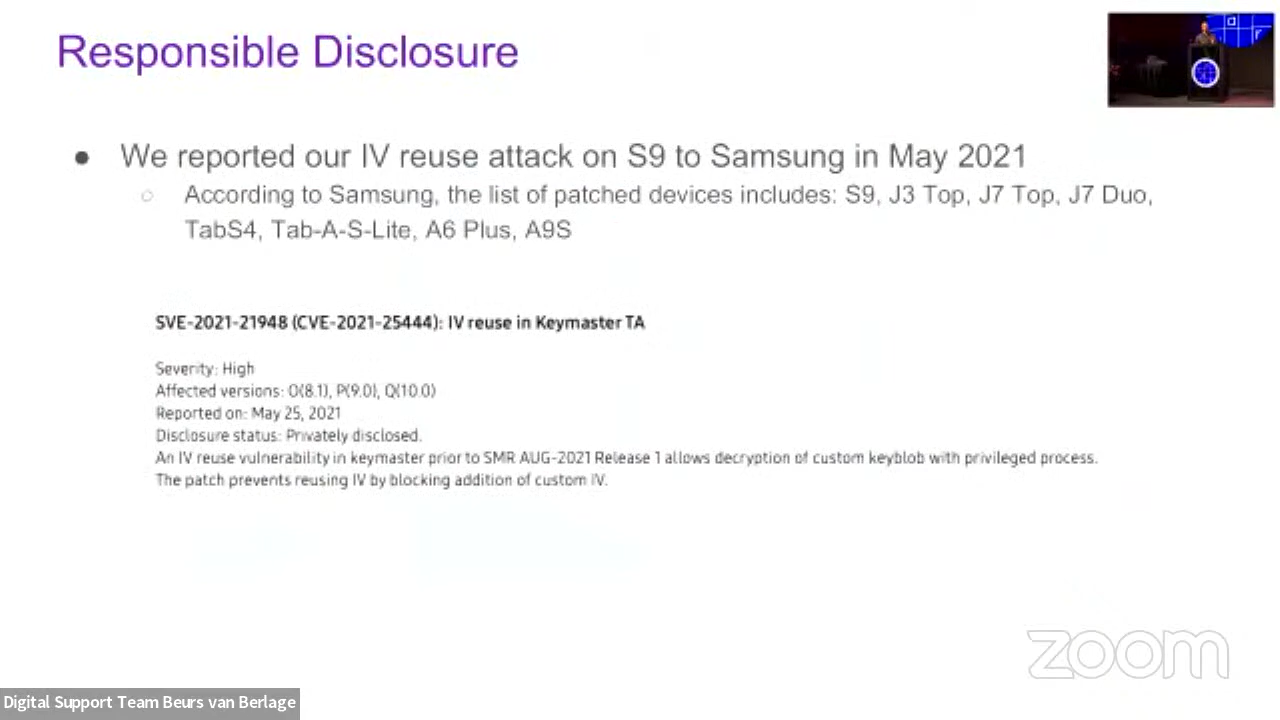 Responsible Disclosure
● We reported our IV reuse attack on S9 to Samsung in May 2021
○ According to Samsung, the list of patched devices includes: S9, J3 Top, J7 Top, J7 Duo,
TabS4, Tab-A-S-Lite, A6 Plus, A9S
SVE-2021-21948 (CVE-2021-25444): IV reuse in Keymaster TA
Severity: High
Affected versions: O(8.1), P(9.0), Q(10.0)
Reported on: May 25, 2021
Disclosure status: Privately disclosed.
An IV reuse vulnerability in keymaster prior to SMR AUG-2021 Release 1 allows decryption of custom keyblob with privileged process.
The patch prevents reusing IV by blocking addition of custom IV.
zoom
Digital Support Team Beurs van Berlage